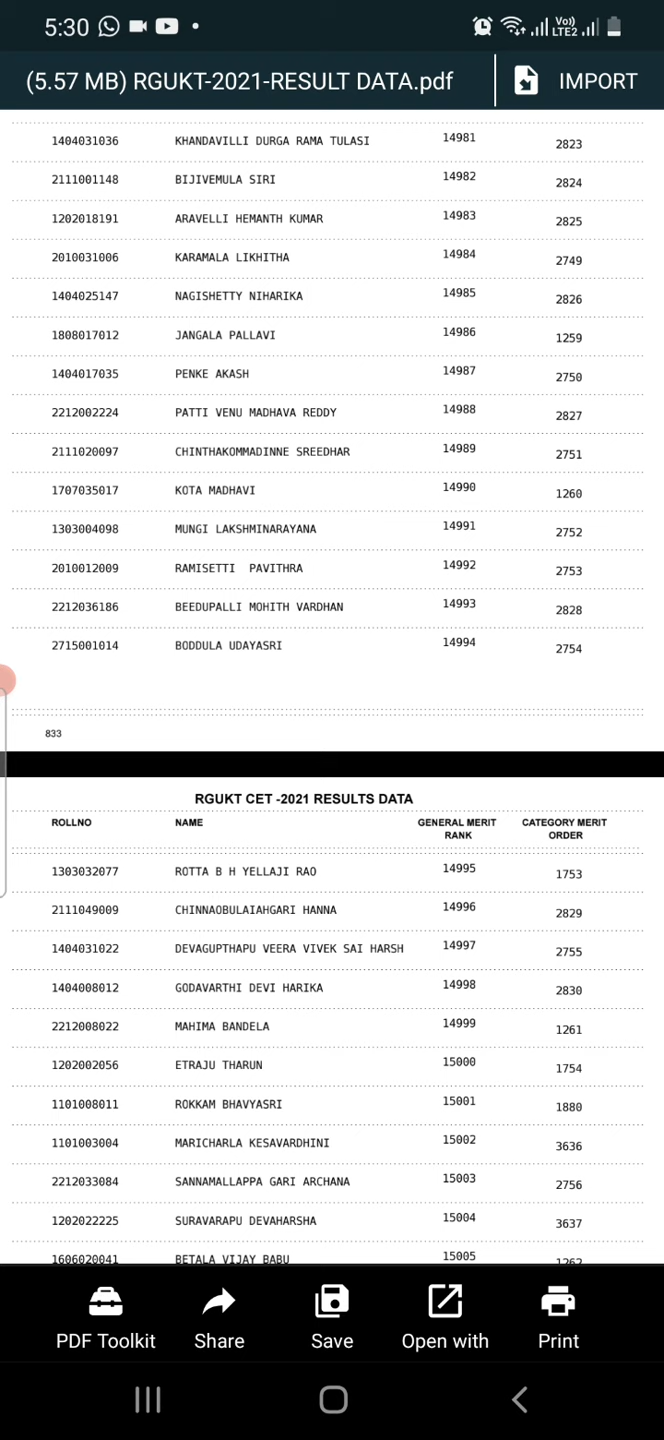 5:30 Vo)) LTE2
(5.57 MB) RGUKT-2021-RESULT DATA.pdf IMPORT
1404031036 KHANDAVILLI DURGA RAMA TULASI 14981 2823
2111001148 BIJIVEMULA SIRI 14982 2824
1202018191 ARAVELLI HEMANTH KUMAR 14983 2825
2010031006 KARAMALA LIKHITHA 14984 2749
1404025147 NAGISHETTY NIHARIKA 14985 2826
1808017012 JANGALA PALLAVI 14986 1259
1404017035 PENKE AKASH 14987 2750
2212002224 PATTI VENU MADHAVA REDDY 14988 2827
2111020097 CHINTHAKOMMADINNE SREEDHAR 14989 2751
1707035017 KOTA MADHAVI 14990 1260
1303004098 MUNGI LAKSHMINARAYANA 14991 2752
2010012009 RAMISETTI PAVITHRA 14992 2753
2212036186 BEEDUPALLI MOHITH VARDHAN 14993 2828
2715001014 BODDULA UDAYASRI 14994 2754
833
RGUKT CET -2021 RESULTS DATA
ROLLNO NAME GENERAL MERIT RANK CATEGORY MERIT ORDER
1303032077 ROTTA B H YELLAJI RAO 14995 1753
2111049009 CHINNAOBULAIAHGARI HANNA 14996 2829
1404031022 DEVAGUPTHAPU VEERA VIVEK SAI HARSH 14997 2755
1404008012 GODAVARTHI DEVI HARIKA 14998 2830
2212008022 MAHIMA BANDELA 14999 1261
1202002056 ETRAJU THARUN 15000 1754
1101008011 ROKKAM BHAVYASRI 15001 1880
1101003004 MARICHARLA KESAVARDHINI 15002 3636
2212033084 SANNAMALLAPPA GARI ARCHANA 15003 2756
1202022225 SURAVARAPU DEVAHARSHA 15004 3637
1606020041 BETALA VIJAY BABU 15005 1262
PDF Toolkit Share Save Open with Print